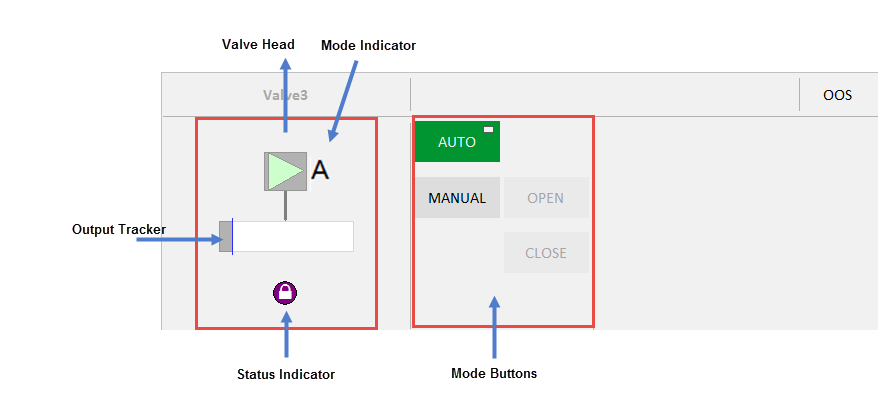 Valve Head
Mode Indicator
Valve3
OOS
AUTO
A
MANUAL
OPEN
Output Tracker
CLOSE
Status Indicator
Mode Buttons